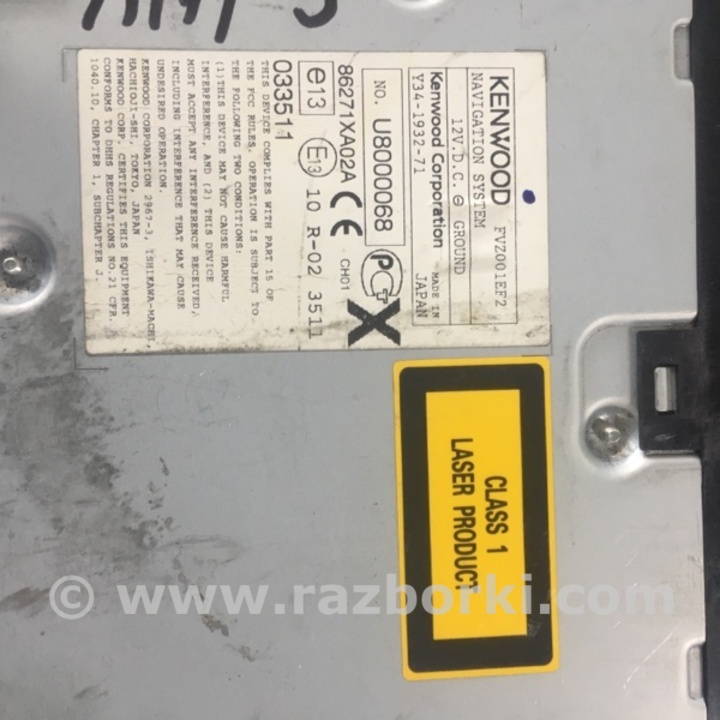 KENWOOD FVZ001EF2
NAVIGATION SYSTEM
12V.D.C. ⊖ GROUND
Kenwood Corporation MADE IN
Y34-1932-71 JAPAN
NO. U8000068
86271XA02A CE CH01 X
e13 E13 10 R-02 3511
033511
THIS DEVICE COMPLIES WITH PART 15 OF
THE FCC RULES. OPERATION IS SUBJECT TO
THE FOLLOWING TWO CONDITIONS:
(1)THIS DEVICE MAY NOT CAUSE HARMFUL
INTERFERENCE, AND (2) THIS DEVICE
MUST ACCEPT ANY INTERFERENCE RECEIVED,
INCLUDING INTERFERENCE THAT MAY CAUSE
UNDESIRED OPERATION.
KENWOOD CORPORATION 2967-3, ISHIKAWA-MACHI,
HACHIOJI-SHI, TOKYO, JAPAN
KENWOOD CORP. CERTIFIES THIS EQUIPMENT
CONFORMS TO DHHS REGULATIONS NO.21 CFR.
1040.10, CHAPTER 1, SUBCHAPTER J.
CLASS 1
LASER PRODUCT
© www.razborki.com